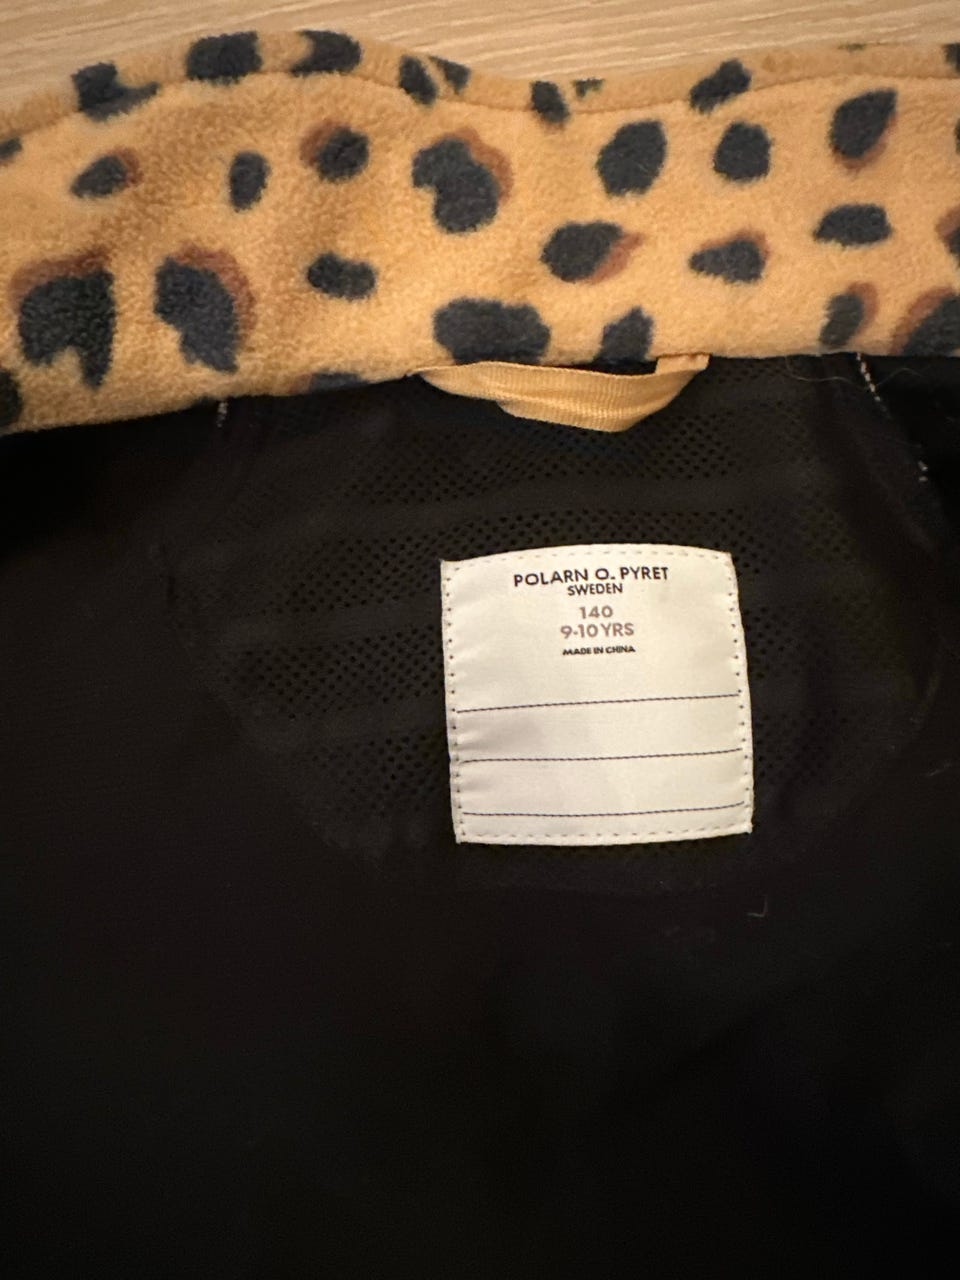 POLARN O. PYRET
SWEDEN
140
9-10 YRS
MADE IN CHINA